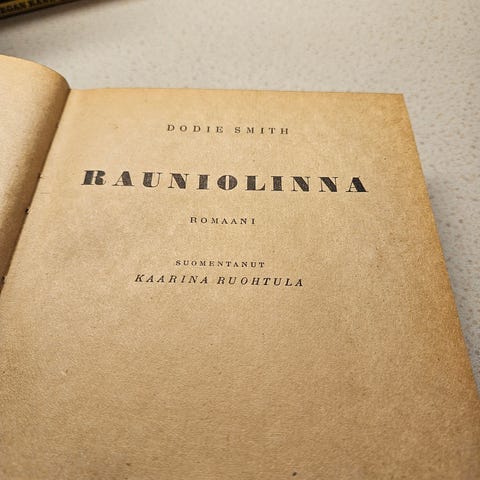 DODIE SMITH
RAUNIOLINNA
ROMAANI
SUOMENTANUT
KAARINA RUOHTULA